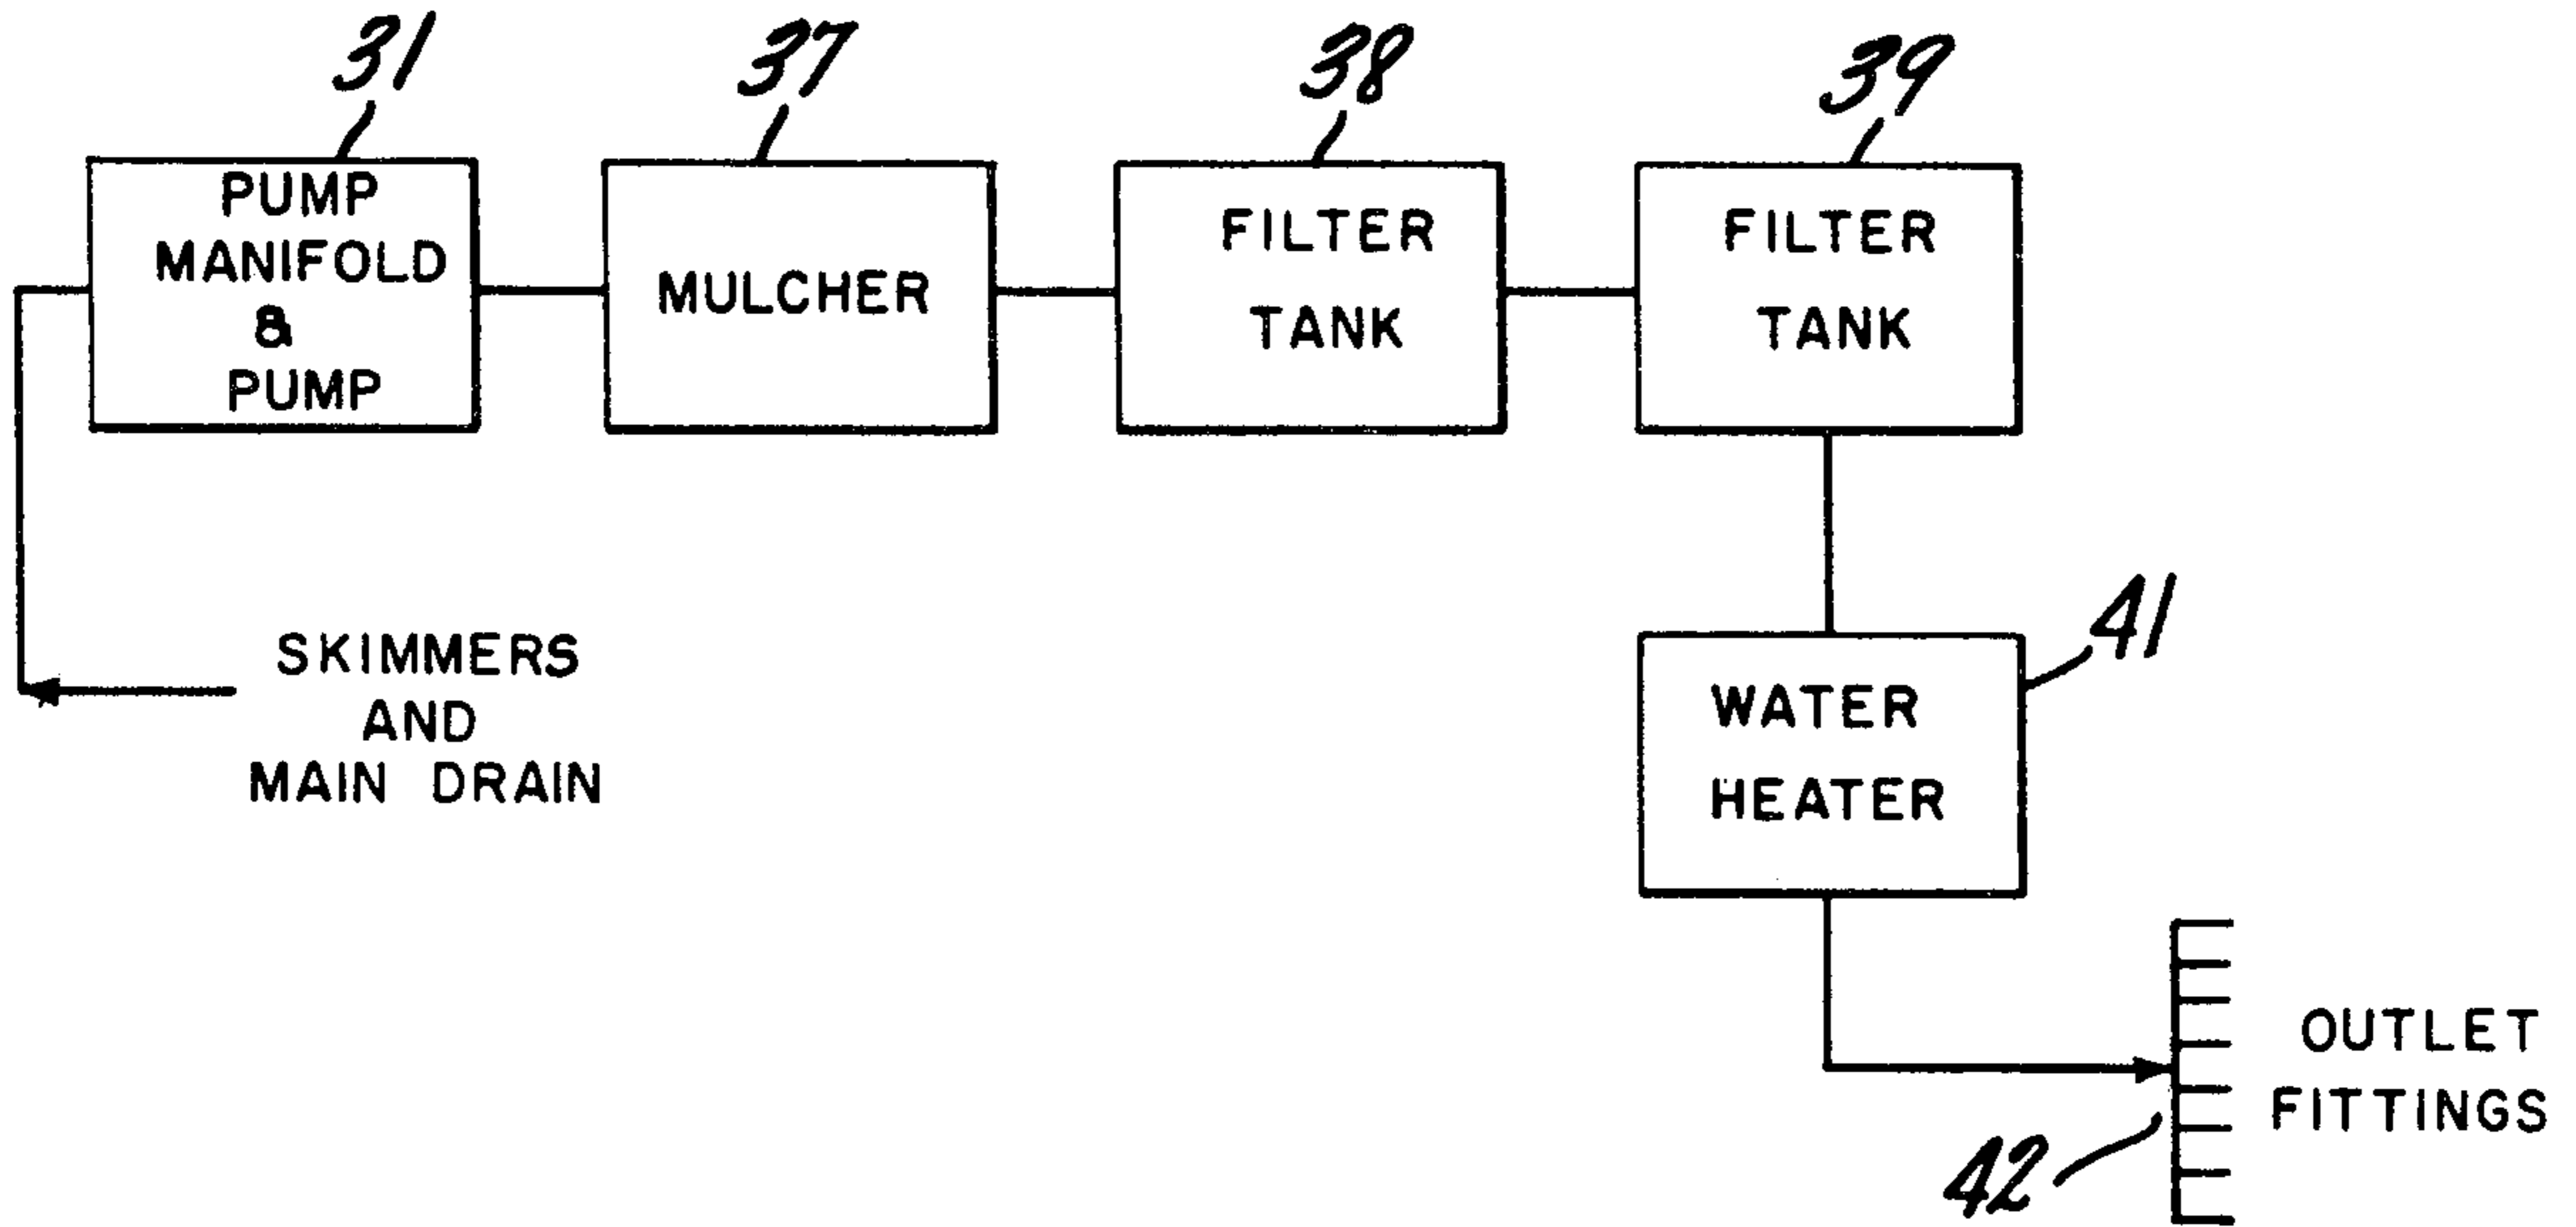 31
37
38
39
PUMP
MANIFOLD
&
PUMP
MULCHER
FILTER
TANK
FILTER
TANK
SKIMMERS
AND
MAIN DRAIN
41
WATER
HEATER
OUTLET
FITTINGS
42